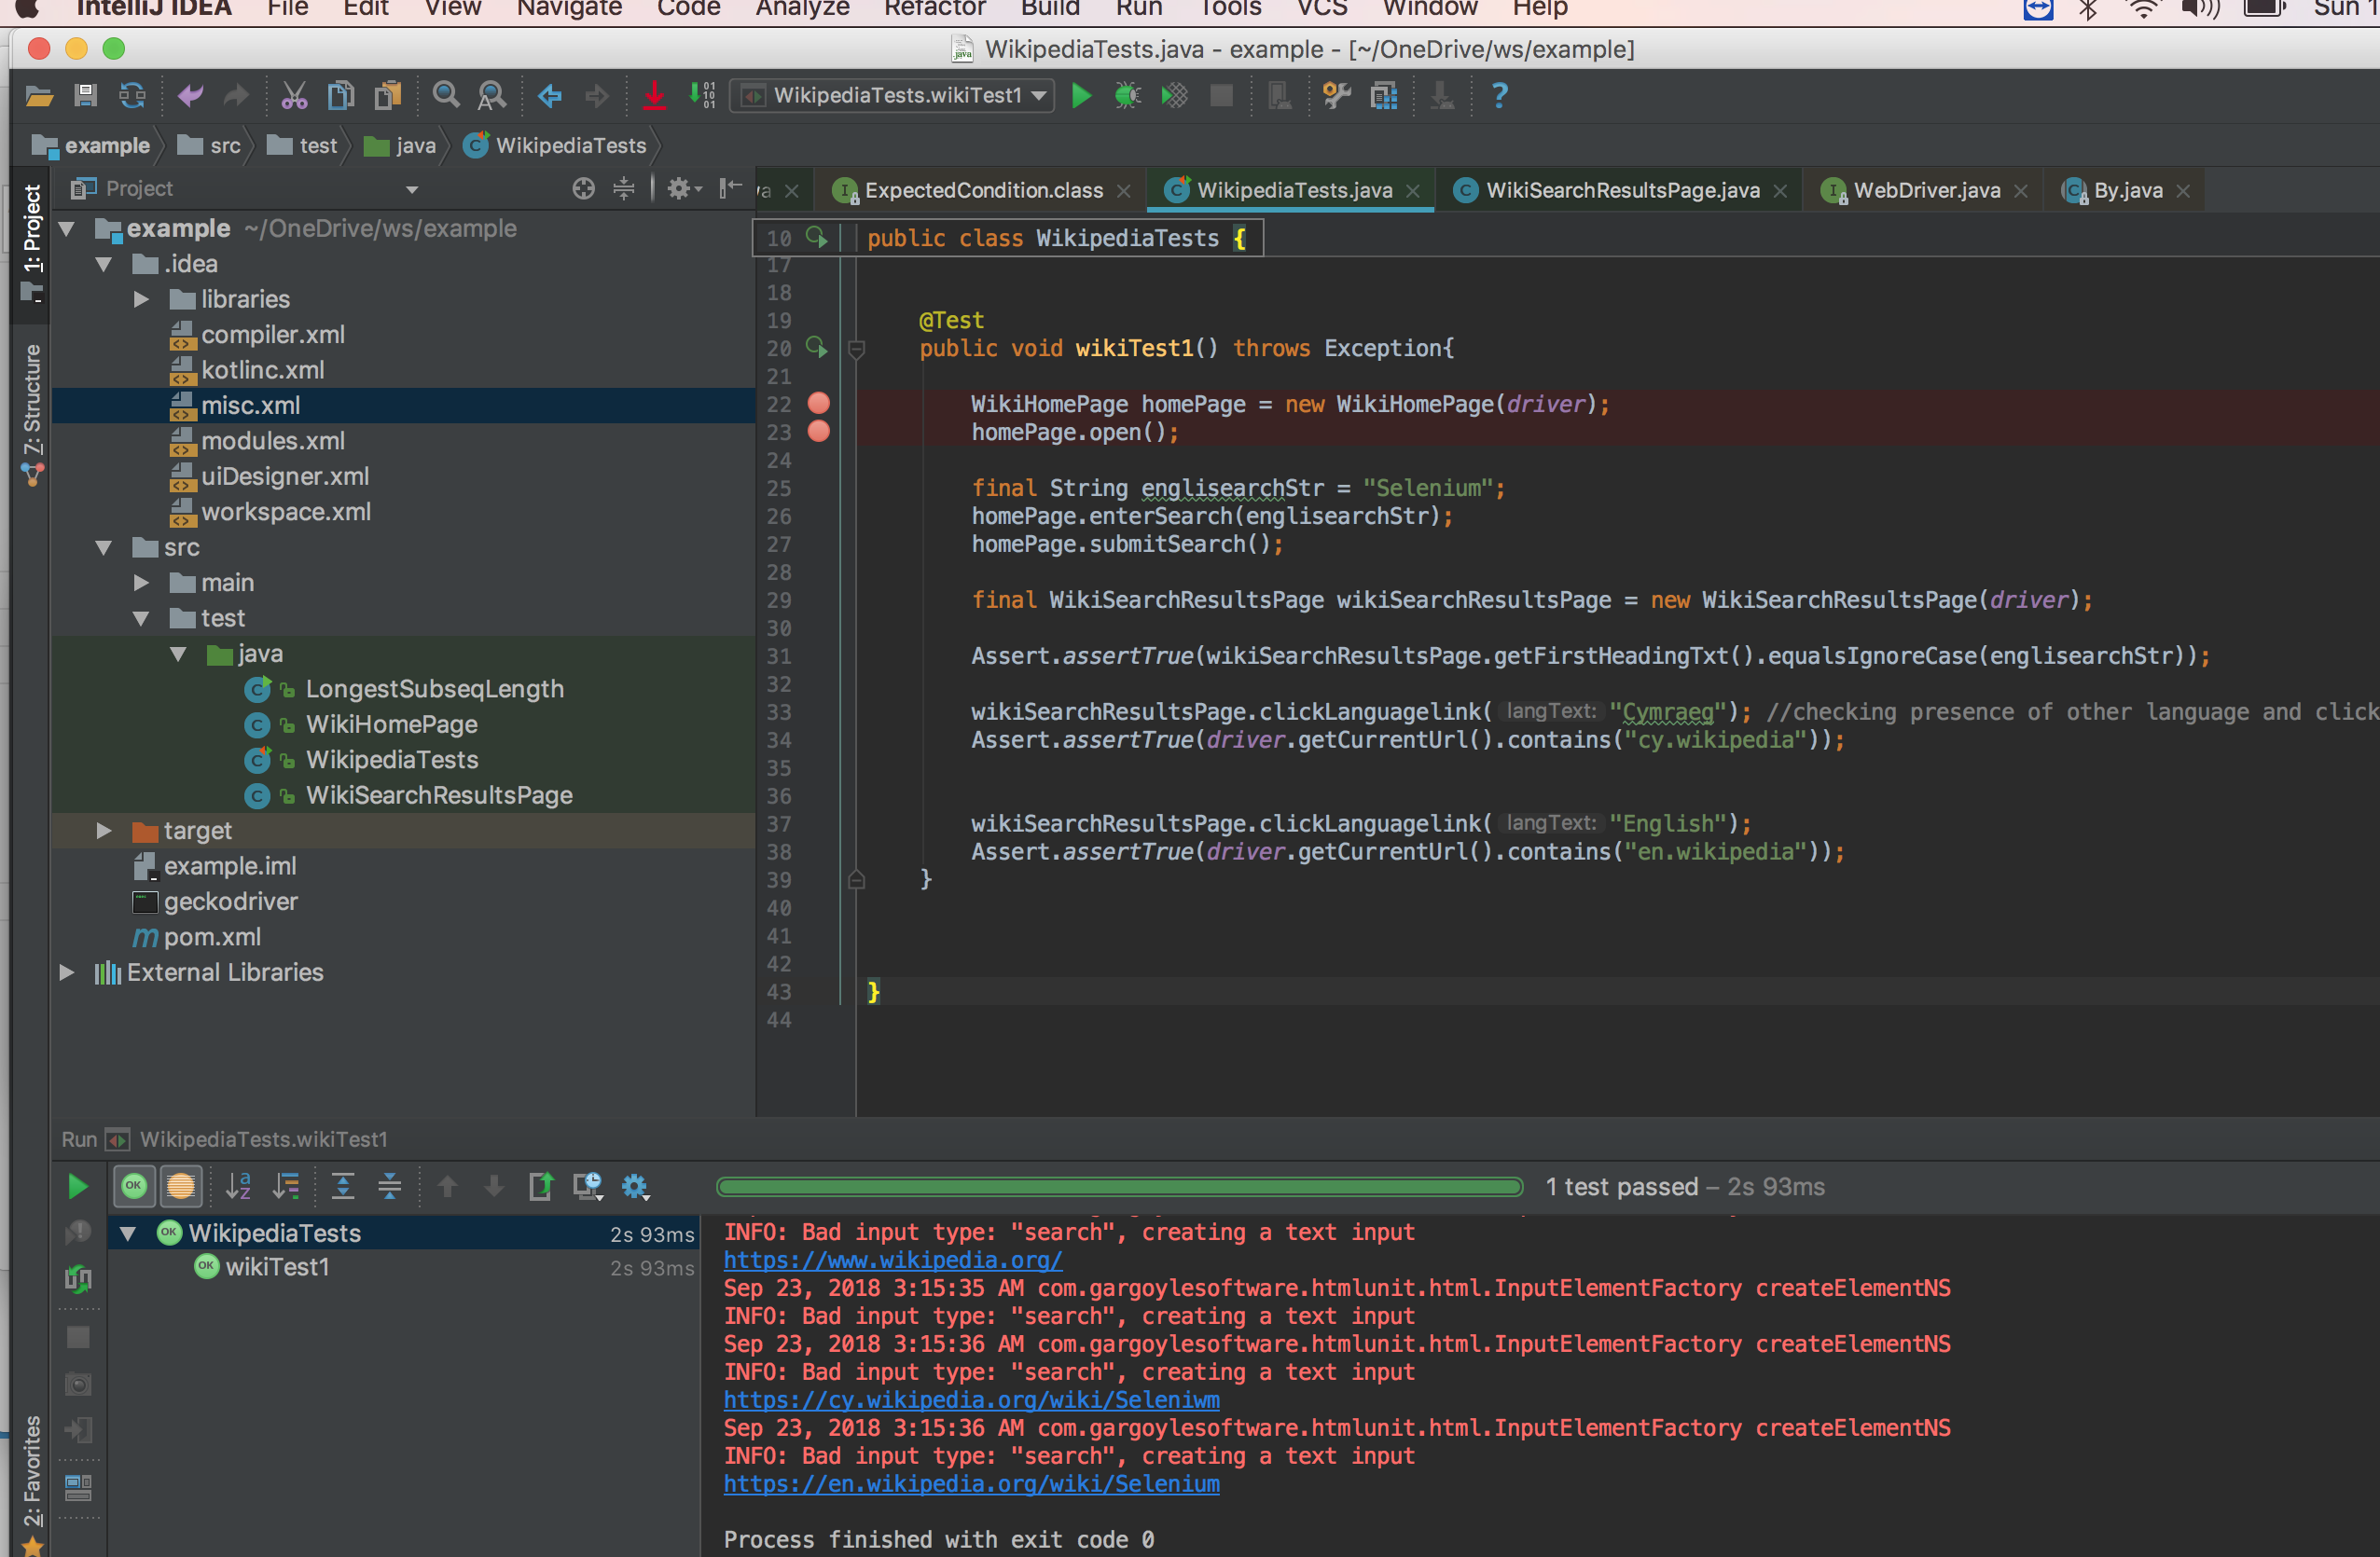 IntelliJ IDEA File Edit View Navigate Code Analyze Refactor Build Run Tools VCS Window Help Sun 1
WikipediaTests.java - example - [~/OneDrive/ws/example]
WikipediaTests.wikiTest1
example src test java WikipediaTests
1: Project
7: Structure
2: Favorites
Project
example ~/OneDrive/ws/example
.idea
libraries
compiler.xml
kotlinc.xml
misc.xml
modules.xml
uiDesigner.xml
workspace.xml
src
main
test
java
LongestSubseqLength
WikiHomePage
WikipediaTests
WikiSearchResultsPage
target
example.iml
geckodriver
pom.xml
External Libraries
ExpectedCondition.class WikipediaTests.java WikiSearchResultsPage.java WebDriver.java By.java
10 public class WikipediaTests {
17
18
19 @Test
20 public void wikiTest1() throws Exception{
21
22 WikiHomePage homePage = new WikiHomePage(driver);
23 homePage.open();
24
25 final String englisearchStr = "Selenium";
26 homePage.enterSearch(englisearchStr);
27 homePage.submitSearch();
28
29 final WikiSearchResultsPage wikiSearchResultsPage = new WikiSearchResultsPage(driver);
30
31 Assert.assertTrue(wikiSearchResultsPage.getFirstHeadingTxt().equalsIgnoreCase(englisearchStr));
32
33 wikiSearchResultsPage.clickLanguagelink( langText: "Cymraeg"); //checking presence of other language and click
34 Assert.assertTrue(driver.getCurrentUrl().contains("cy.wikipedia"));
35
36
37 wikiSearchResultsPage.clickLanguagelink( langText: "English");
38 Assert.assertTrue(driver.getCurrentUrl().contains("en.wikipedia"));
39 }
40
41
42
43 }
44
Run WikipediaTests.wikiTest1
1 test passed – 2s 93ms
WikipediaTests 2s 93ms
wikiTest1 2s 93ms
INFO: Bad input type: "search", creating a text input
https://www.wikipedia.org/
Sep 23, 2018 3:15:35 AM com.gargoylesoftware.htmlunit.html.InputElementFactory createElementNS
INFO: Bad input type: "search", creating a text input
Sep 23, 2018 3:15:36 AM com.gargoylesoftware.htmlunit.html.InputElementFactory createElementNS
INFO: Bad input type: "search", creating a text input
https://cy.wikipedia.org/wiki/Seleniwm
Sep 23, 2018 3:15:36 AM com.gargoylesoftware.htmlunit.html.InputElementFactory createElementNS
INFO: Bad input type: "search", creating a text input
https://en.wikipedia.org/wiki/Selenium
Process finished with exit code 0